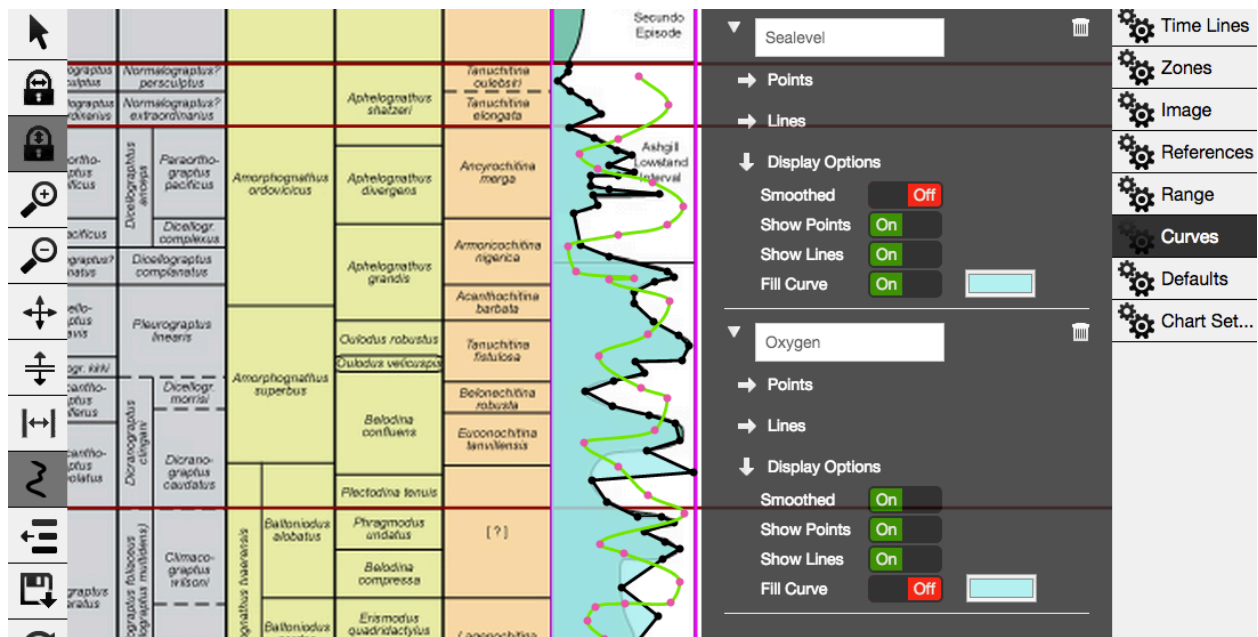 Secundo
Episode
Normalograptus?
persculptus
Normalograptus?
extraordinarius
Dicellograptus
anceps
Paraortho-
graptus
pacificus
Dicellogr.
complexus
Dicellograptus
complanatus
Pleurograptus
linearis
Dicellogr.
morrisi
Dicranograptus
clingani
Dicrano-
graptus
caudatus
Climaco-
graptus
wilsoni
Amorphognathus
ordovicicus
Amorphognathus
superbus
Baltoniodus
alobatus
Baltoniodus
Aphelognathus
shatzeri
Aphelognathus
divergens
Aphelognathus
grandis
Oulodus robustus
Oulodus velicuspis
Belodina
confluens
Plectodina tenuis
Phragmodus
undatus
Belodina
compressa
Erismodus
quadridactylus
Tanuchitina
oulebsiri
Tanuchitina
elongata
Ancyrochitina
merga
Armoricochitina
nigerica
Acanthochitina
barbata
Tanuchitina
fistulosa
Belonechitina
robusta
Euconochitina
tanvillensis
[ ? ]
Ashgill
Lowstand
Interval
Sealevel
Points
Lines
Display Options
Smoothed Off
Show Points On
Show Lines On
Fill Curve On
Oxygen
Points
Lines
Display Options
Smoothed On
Show Points On
Show Lines On
Fill Curve Off
Time Lines
Zones
Image
References
Range
Curves
Defaults
Chart Set...